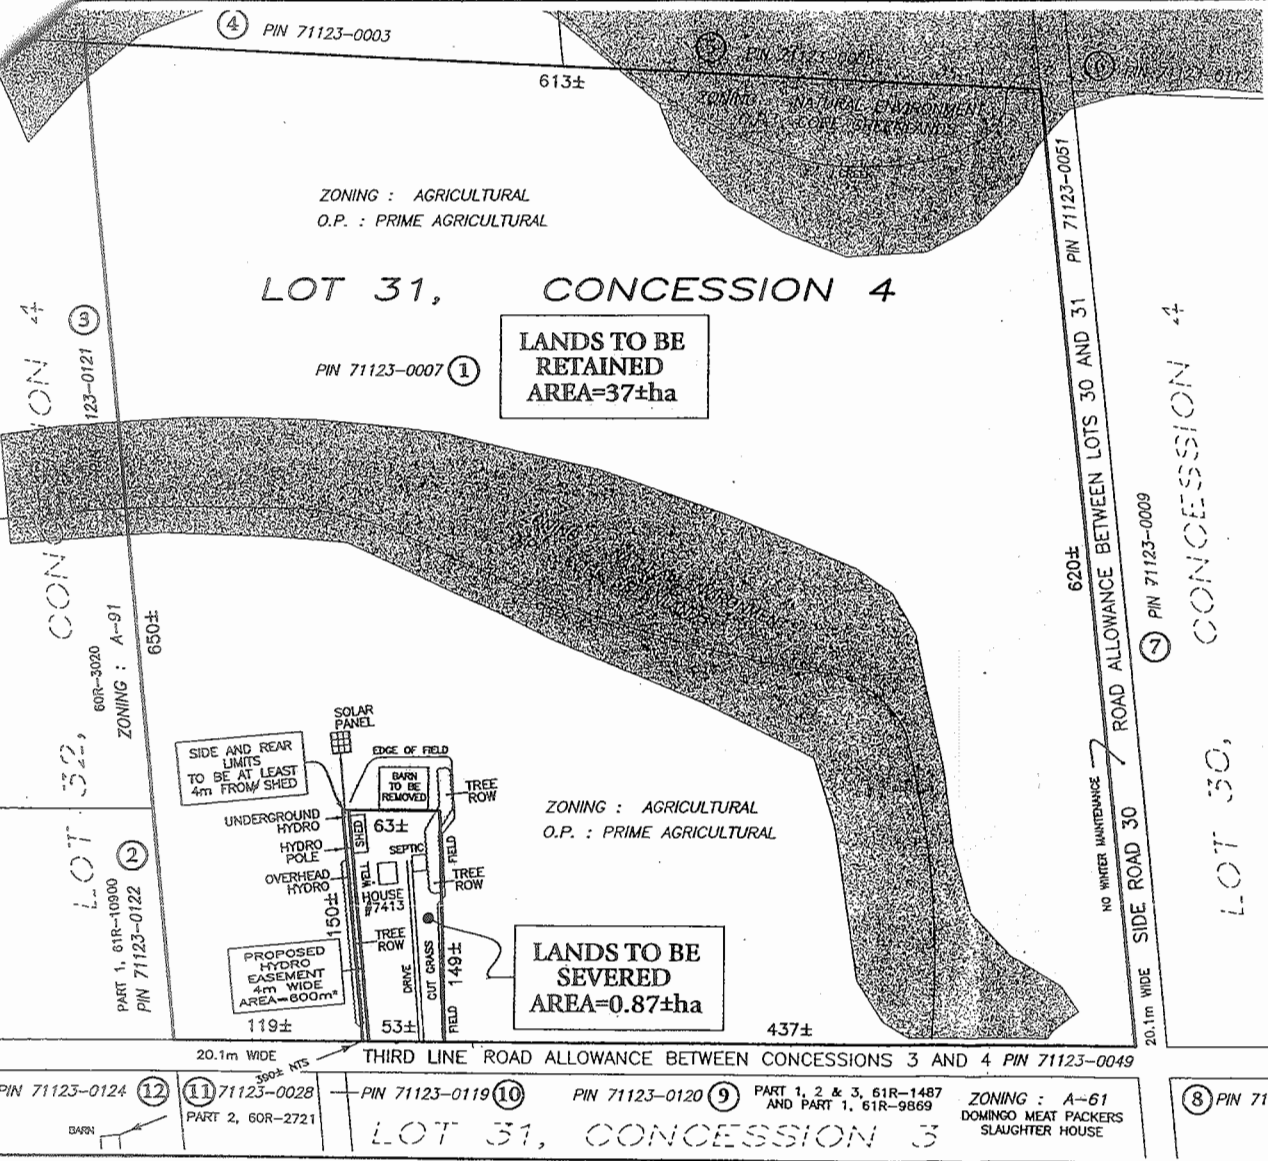 ④ PIN 71123-0003
⑤
⑥
613±
ZONING : NATURAL ENVIRONMENT
O.P. : CORE GREENLANDS
ZONING : AGRICULTURAL
O.P. : PRIME AGRICULTURAL
LOT 31, CONCESSION 4
LANDS TO BE
RETAINED
AREA=37±ha
PIN 71123-0007 ①
③
123-0121
LOT 32, CONCESSION 4
60R-3020
ZONING : A-91
650±
PIN 71123-0051
ROAD ALLOWANCE BETWEEN LOTS 30 AND 31
620±
SIDE ROAD 30
NO WINTER MAINTENANCE
20.1m WIDE
⑦ PIN 71123-0009
LOT 30, CONCESSION 4
SOLAR
PANEL
SIDE AND REAR
LIMITS
TO BE AT LEAST
4m FROM SHED
EDGE OF FIELD
BARN
TO BE
REMOVED
TREE
ROW
UNDERGROUND
HYDRO
SHED
63±
HYDRO
POLE
SEPTIC
FIELD
OVERHEAD
HYDRO
WELL
HOUSE
#7413
TREE
ROW
150±
TREE
ROW
DRIVE
CUT GRASS
149±
FIELD
ZONING : AGRICULTURAL
O.P. : PRIME AGRICULTURAL
②
PART 1, 61R-10900
PIN 71123-0122
PROPOSED
HYDRO
EASEMENT
4m WIDE
AREA=600m²
LANDS TO BE
SEVERED
AREA=0.87±ha
119±
53±
437±
20.1m WIDE
THIRD LINE ROAD ALLOWANCE BETWEEN CONCESSIONS 3 AND 4 PIN 71123-0049
390± NTS
PIN 71123-0124 ⑫
BARN
⑪ 71123-0028
PART 2, 60R-2721
PIN 71123-0119 ⑩
PIN 71123-0120 ⑨
PART 1, 2 & 3, 61R-1487
AND PART 1, 61R-9869
ZONING : A-61
DOMINGO MEAT PACKERS
SLAUGHTER HOUSE
LOT 31, CONCESSION 3
⑧ PIN 71